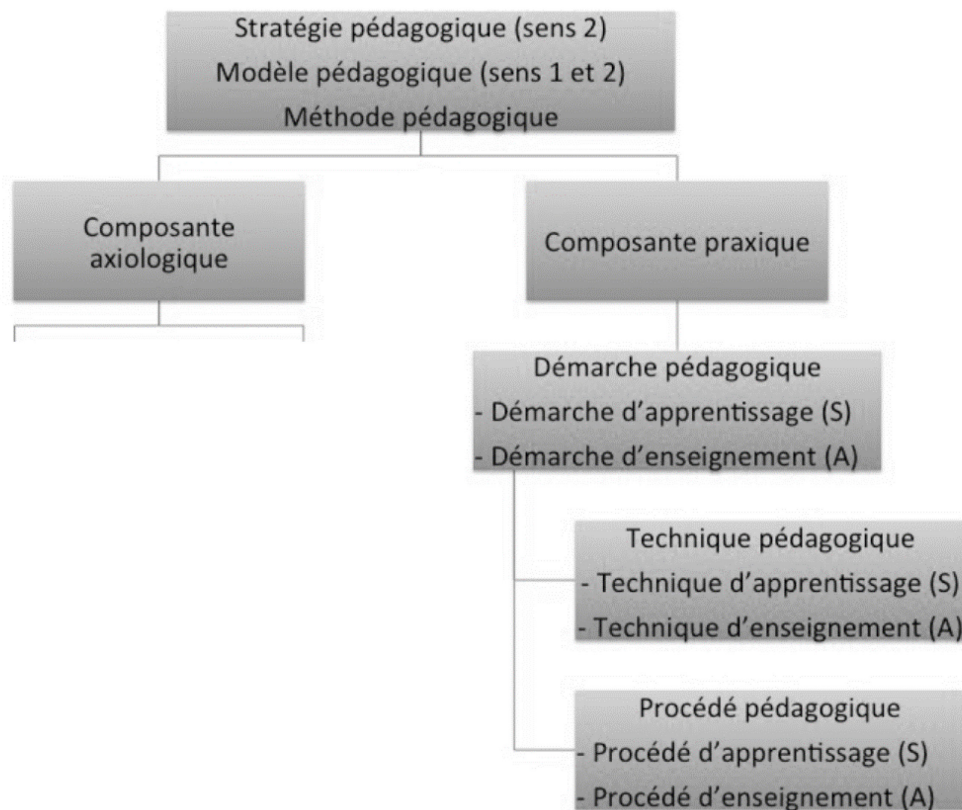 Stratégie pédagogique (sens 2)
Modèle pédagogique (sens 1 et 2)
Méthode pédagogique
Composante
axiologique
Composante praxique
Démarche pédagogique
- Démarche d’apprentissage (S)
- Démarche d’enseignement (A)
Technique pédagogique
- Technique d’apprentissage (S)
- Technique d’enseignement (A)
Procédé pédagogique
- Procédé d’apprentissage (S)
- Procédé d’enseignement (A)